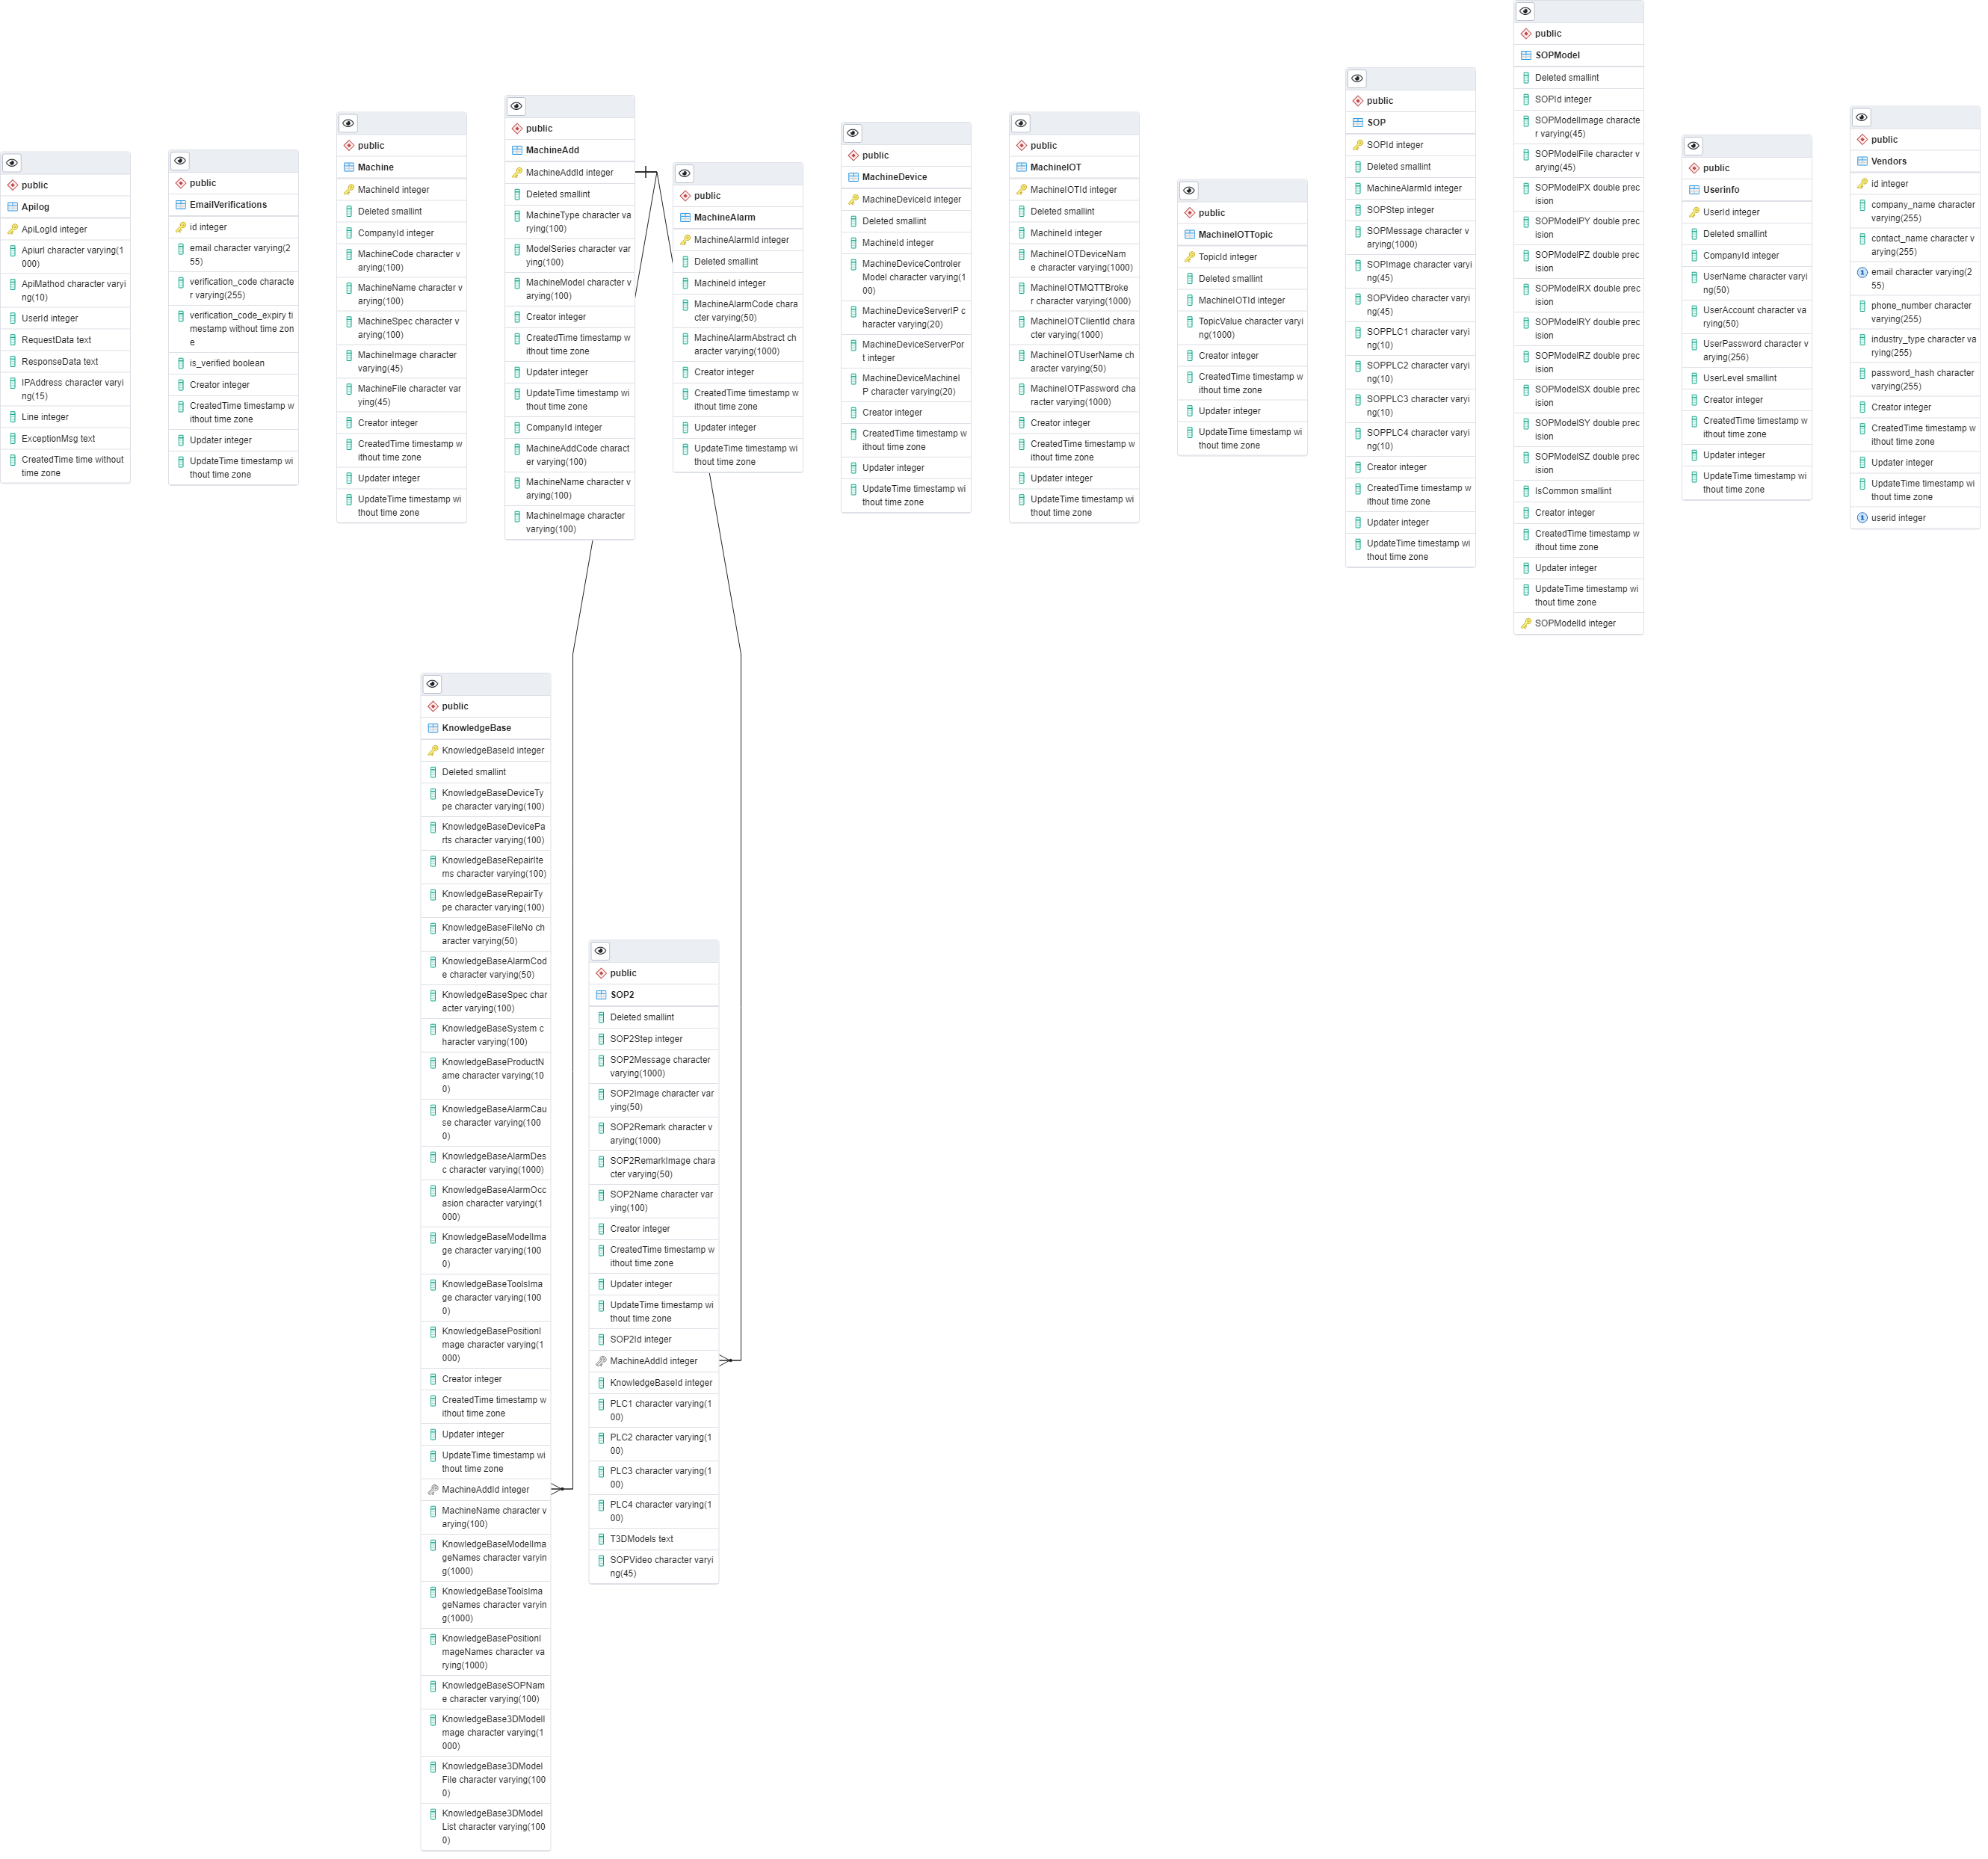 public
Apilog
ApiLogId integer
Apiurl character varying(1
000)
ApiMathod character varyi
ng(10)
UserId integer
RequestData text
ResponseData text
IPAddress character varyi
ng(15)
Line integer
ExceptionMsg text
CreatedTime time without
time zone
public
EmailVerifications
id integer
email character varying(2
55)
verification_code characte
r varying(255)
verification_code_expiry ti
mestamp without time zon
e
is_verified boolean
Creator integer
CreatedTime timestamp w
ithout time zone
Updater integer
UpdateTime timestamp wi
thout time zone
public
Machine
MachineId integer
Deleted smallint
CompanyId integer
MachineCode character v
arying(100)
MachineName character v
arying(100)
MachineSpec character v
arying(100)
MachineImage character
varying(45)
MachineFile character var
ying(45)
Creator integer
CreatedTime timestamp w
ithout time zone
Updater integer
UpdateTime timestamp wi
thout time zone
public
MachineAdd
MachineAddId integer
Deleted smallint
MachineType character va
rying(100)
ModelSeries character var
ying(100)
MachineModel character v
arying(100)
Creator integer
CreatedTime timestamp w
ithout time zone
Updater integer
UpdateTime timestamp wi
thout time zone
CompanyId integer
MachineAddCode charact
er varying(100)
MachineName character v
arying(100)
MachineImage character
varying(100)
public
MachineAlarm
MachineAlarmId integer
Deleted smallint
MachineId integer
MachineAlarmCode chara
cter varying(50)
MachineAlarmAbstract ch
aracter varying(1000)
Creator integer
CreatedTime timestamp w
ithout time zone
Updater integer
UpdateTime timestamp wi
thout time zone
public
MachineDevice
MachineDeviceId integer
Deleted smallint
MachineId integer
MachineDeviceControler
Model character varying(1
00)
MachineDeviceServerIP c
haracter varying(20)
MachineDeviceServerPor
t integer
MachineDeviceMachineI
P character varying(20)
Creator integer
CreatedTime timestamp w
ithout time zone
Updater integer
UpdateTime timestamp wi
thout time zone
public
MachineIOT
MachineIOTId integer
Deleted smallint
MachineId integer
MachineIOTDeviceNam
e character varying(1000)
MachineIOTMQTTBroke
r character varying(1000)
MachineIOTClientId chara
cter varying(1000)
MachineIOTUserName ch
aracter varying(50)
MachineIOTPassword cha
racter varying(1000)
Creator integer
CreatedTime timestamp w
ithout time zone
Updater integer
UpdateTime timestamp wi
thout time zone
public
MachineIOTTopic
TopicId integer
Deleted smallint
MachineIOTId integer
TopicValue character varyi
ng(1000)
Creator integer
CreatedTime timestamp w
ithout time zone
Updater integer
UpdateTime timestamp wi
thout time zone
public
SOP
SOPId integer
Deleted smallint
MachineAlarmId integer
SOPStep integer
SOPMessage character v
arying(1000)
SOPImage character varyi
ng(45)
SOPVideo character varyi
ng(45)
SOPPLC1 character varyi
ng(10)
SOPPLC2 character varyi
ng(10)
SOPPLC3 character varyi
ng(10)
SOPPLC4 character varyi
ng(10)
Creator integer
CreatedTime timestamp w
ithout time zone
Updater integer
UpdateTime timestamp wi
thout time zone
public
SOPModel
Deleted smallint
SOPId integer
SOPModelImage characte
r varying(45)
SOPModelFile character v
arying(45)
SOPModelPX double prec
ision
SOPModelPY double prec
ision
SOPModelPZ double prec
ision
SOPModelRX double prec
ision
SOPModelRY double prec
ision
SOPModelRZ double prec
ision
SOPModelSX double prec
ision
SOPModelSY double prec
ision
SOPModelSZ double prec
ision
IsCommon smallint
Creator integer
CreatedTime timestamp w
ithout time zone
Updater integer
UpdateTime timestamp wi
thout time zone
SOPModelId integer
public
Userinfo
UserId integer
Deleted smallint
CompanyId integer
UserName character varyi
ng(50)
UserAccount character va
rying(50)
UserPassword character v
arying(256)
UserLevel smallint
Creator integer
CreatedTime timestamp w
ithout time zone
Updater integer
UpdateTime timestamp wi
thout time zone
public
Vendors
id integer
company_name character
varying(255)
contact_name character v
arying(255)
email character varying(2
55)
phone_number character
varying(255)
industry_type character va
rying(255)
password_hash character
varying(255)
Creator integer
CreatedTime timestamp w
ithout time zone
Updater integer
UpdateTime timestamp wi
thout time zone
userid integer
public
KnowledgeBase
KnowledgeBaseId integer
Deleted smallint
KnowledgeBaseDeviceTy
pe character varying(100)
KnowledgeBaseDevicePa
rts character varying(100)
KnowledgeBaseRepairIte
ms character varying(100)
KnowledgeBaseRepairTy
pe character varying(100)
KnowledgeBaseFileNo ch
aracter varying(50)
KnowledgeBaseAlarmCod
e character varying(50)
KnowledgeBaseSpec char
acter varying(100)
KnowledgeBaseSystem c
haracter varying(100)
KnowledgeBaseProductN
ame character varying(10
0)
KnowledgeBaseAlarmCau
se character varying(100
0)
KnowledgeBaseAlarmDes
c character varying(1000)
KnowledgeBaseAlarmOcc
asion character varying(1
000)
KnowledgeBaseModelIma
ge character varying(100
0)
KnowledgeBaseToolsIma
ge character varying(100
0)
KnowledgeBasePositionI
mage character varying(1
000)
Creator integer
CreatedTime timestamp w
ithout time zone
Updater integer
UpdateTime timestamp wi
thout time zone
MachineAddId integer
MachineName character v
arying(100)
KnowledgeBaseModelIma
geNames character varyin
g(1000)
KnowledgeBaseToolsIma
geNames character varyin
g(1000)
KnowledgeBasePositionI
mageNames character va
rying(1000)
KnowledgeBaseSOPNam
e character varying(100)
KnowledgeBase3DModelI
mage character varying(1
000)
KnowledgeBase3DModel
File character varying(100
0)
KnowledgeBase3DModel
List character varying(100
0)
public
SOP2
Deleted smallint
SOP2Step integer
SOP2Message character
varying(1000)
SOP2Image character var
ying(50)
SOP2Remark character v
arying(1000)
SOP2RemarkImage chara
cter varying(50)
SOP2Name character var
ying(100)
Creator integer
CreatedTime timestamp w
ithout time zone
Updater integer
UpdateTime timestamp wi
thout time zone
SOP2Id integer
MachineAddId integer
KnowledgeBaseId integer
PLC1 character varying(1
00)
PLC2 character varying(1
00)
PLC3 character varying(1
00)
PLC4 character varying(1
00)
T3DModels text
SOPVideo character varyi
ng(45)